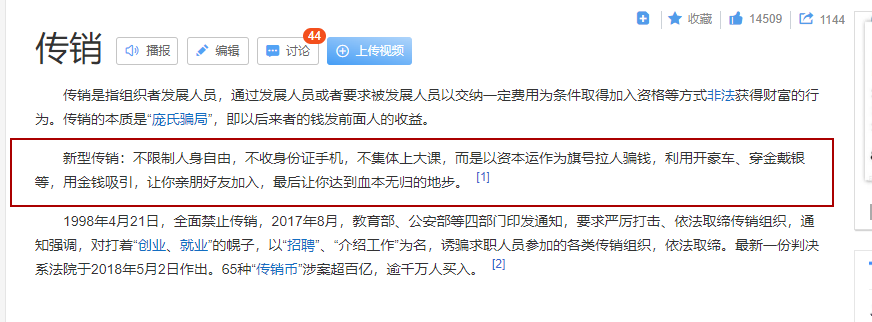 收藏 14509 1144
传销 播报 编辑 讨论 44 上传视频
传销是指组织者发展人员，通过发展人员或者要求被发展人员以交纳一定费用为条件取得加入资格等方式非法获得财富的行
为。传销的本质是“庞氏骗局”，即以后来者的钱发前面人的收益。
新型传销：不限制人身自由，不收身份证手机，不集体上大课，而是以资本运作为旗号拉人骗钱，利用开豪车、穿金戴银
等，用金钱吸引，让你亲朋好友加入，最后让你达到血本无归的地步。 [1]
1998年4月21日，全面禁止传销，2017年8月，教育部、公安部等四部门印发通知，要求严厉打击、依法取缔传销组织，通
知强调，对打着“创业、就业”的幌子，以“招聘”、“介绍工作”为名，诱骗求职人员参加的各类传销组织，依法取缔。最新一份判决
系法院于2018年5月2日作出。65种“传销币”涉案超百亿，逾千万人买入。 [2]